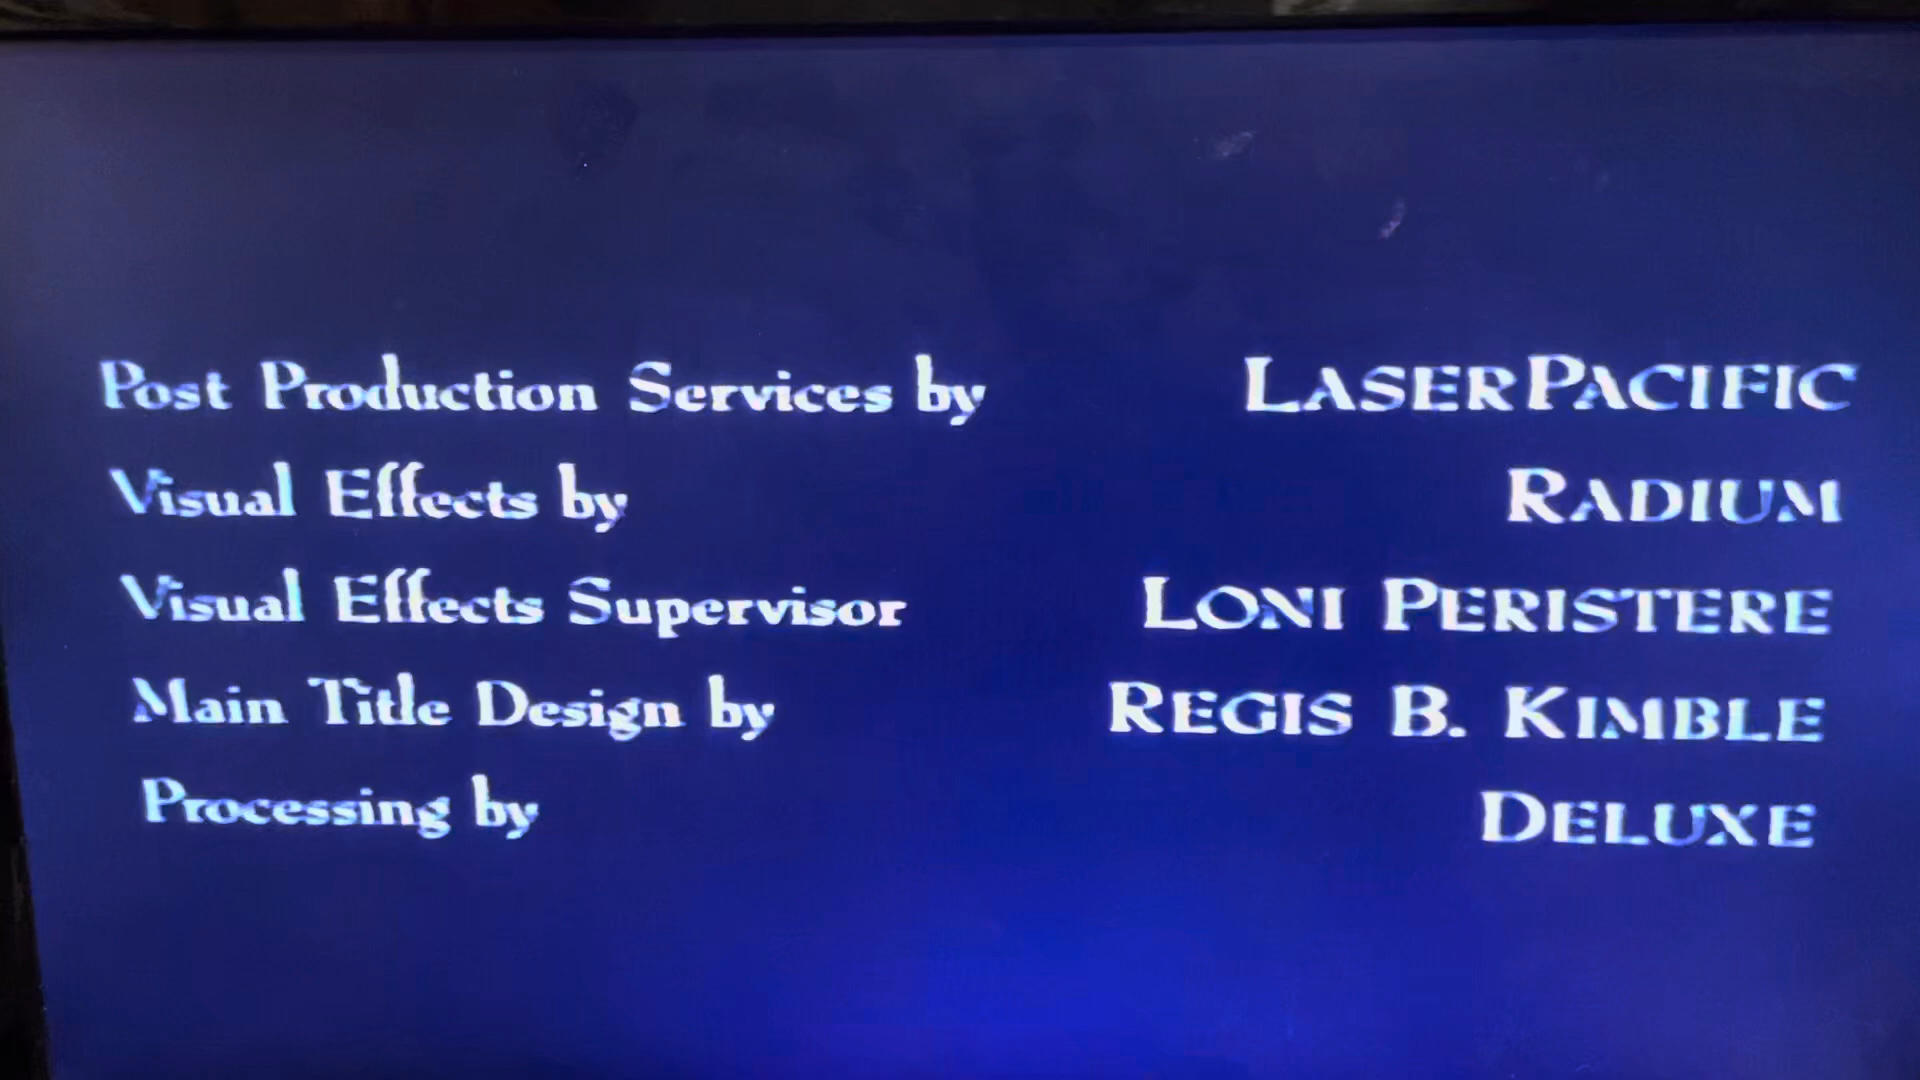 Post Production Services by LASERPACIFIC
Visual Effects by RADIUM
Visual Effects Supervisor LONI PERISTERE
Main Title Design by REGIS B. KIMBLE
Processing by DELUXE